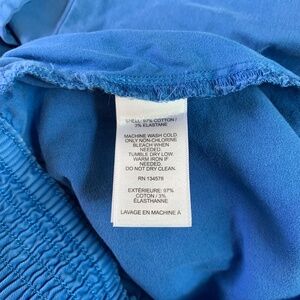 SHELL: 97% COTTON /
3% ELASTANE
MACHINE WASH COLD
ONLY NON-CHLORINE
BLEACH WHEN
NEEDED.
TUMBLE DRY LOW.
WARM IRON IF
NEEDED.
DO NOT DRY CLEAN.
RN 134578
EXTÉRIEURE: 97%
COTON / 3%
ÉLASTHANNE
LAVAGE EN MACHINE À